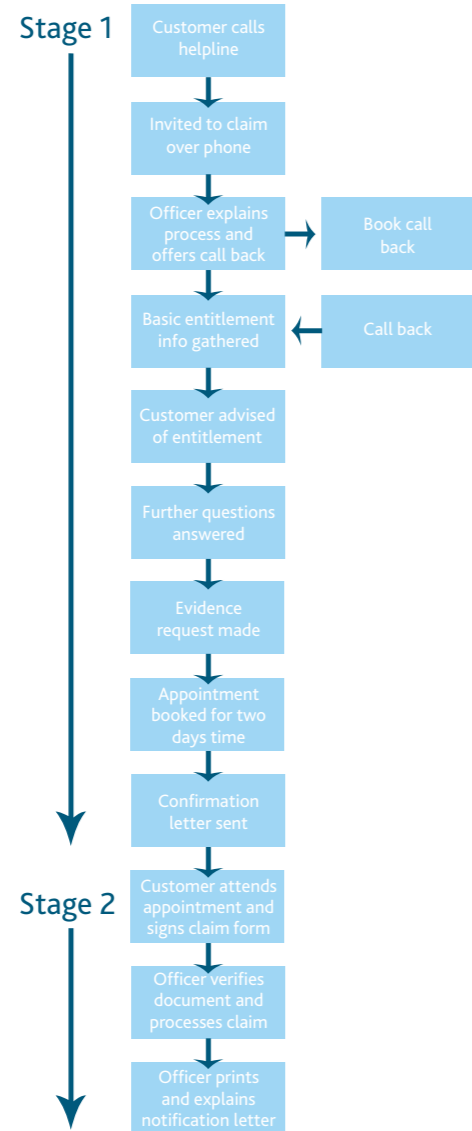 Stage 1
Customer calls
helpline
Invited to claim
over phone
Officer explains
process and
offers call back
Book call
back
Basic entitlement
info gathered
Call back
Customer advised
of entitlement
Further questions
answered
Evidence
request made
Appointment
booked for two
days time
Confirmation
letter sent
Stage 2
Customer attends
appointment and
signs claim form
Officer verifies
document and
processes claim
Officer prints
and explains
notification letter